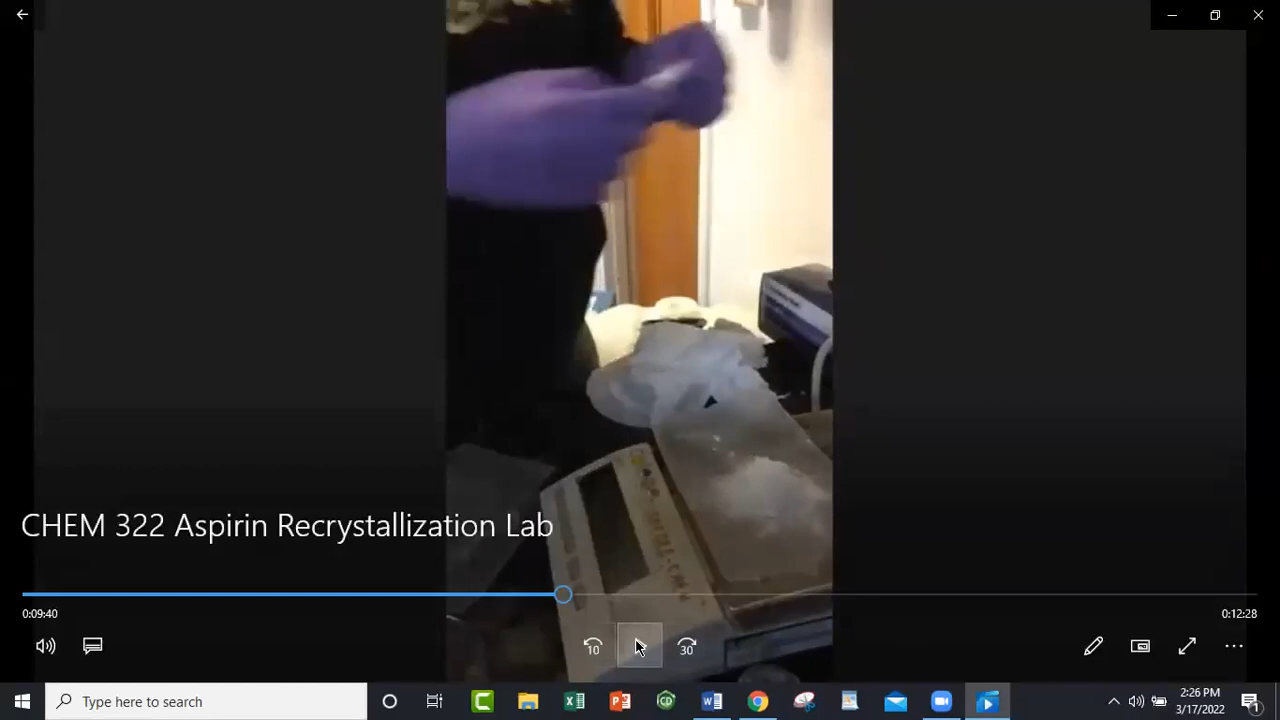 CHEM 322 Aspirin Recrystallization Lab
0:09:40
0:12:28
10
30
Type here to search
2:26 PM
3/17/2022